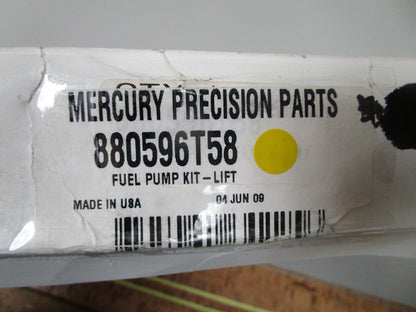 MERCURY PRECISION PARTS
880596T58
FUEL PUMP KIT-LIFT
MADE IN USA 04 JUN 09